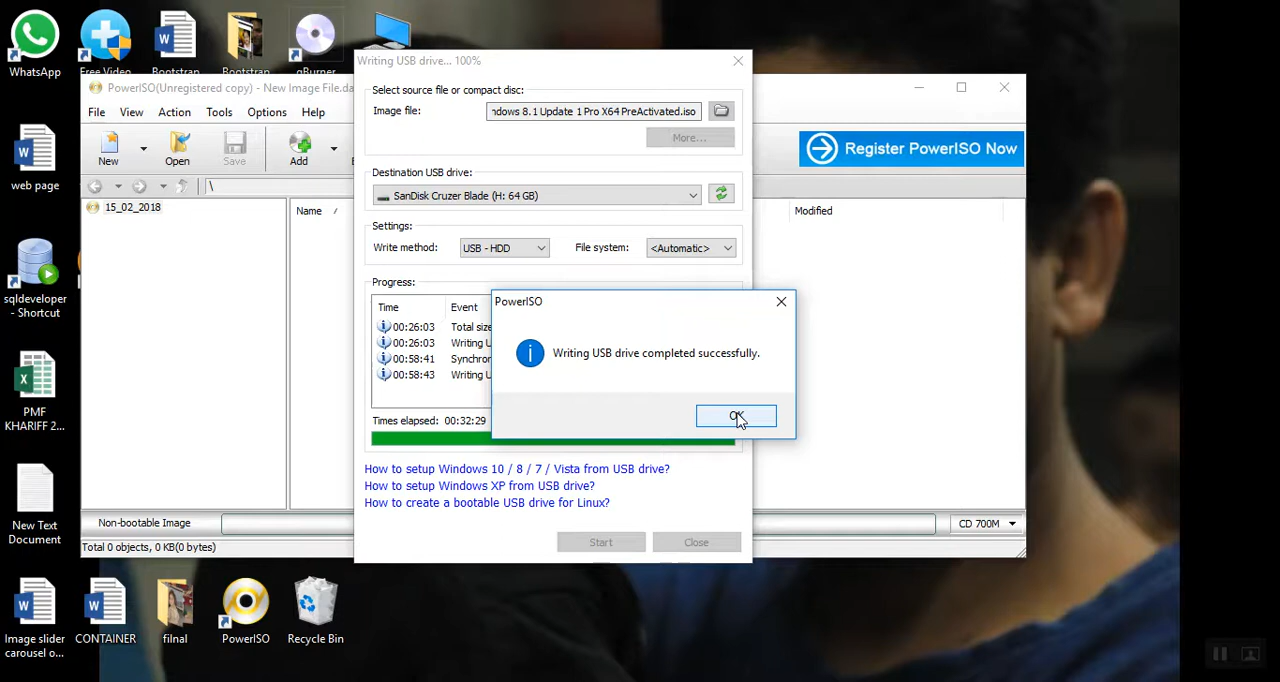 WhatsApp
Free Video
Bootstrap
Bootstrap
qBurner
web page
sqldeveloper
- Shortcut
PMF
KHARIFF 2...
New Text
Document
Image slider
carousel o...
CONTAINER
filnal
PowerISO
Recycle Bin
PowerISO(Unregistered copy) - New Image File.da
File View Action Tools Options Help
New Open Save Add
Register PowerISO Now
\
15_02_2018
Name
Modified
Non-bootable Image
CD 700M
Total 0 objects, 0 KB(0 bytes)
Writing USB drive... 100%
Select source file or compact disc:
Image file: ndows 8.1 Update 1 Pro X64 PreActivated.iso
More...
Destination USB drive:
SanDisk Cruzer Blade (H: 64 GB)
Settings:
Write method: USB - HDD File system: <Automatic>
Progress:
Time Event
00:26:03 Total size
00:26:03 Writing U
00:58:41 Synchro
00:58:43 Writing U
Times elapsed: 00:32:29
How to setup Windows 10 / 8 / 7 / Vista from USB drive?
How to setup Windows XP from USB drive?
How to create a bootable USB drive for Linux?
Start Close
PowerISO
Writing USB drive completed successfully.
OK